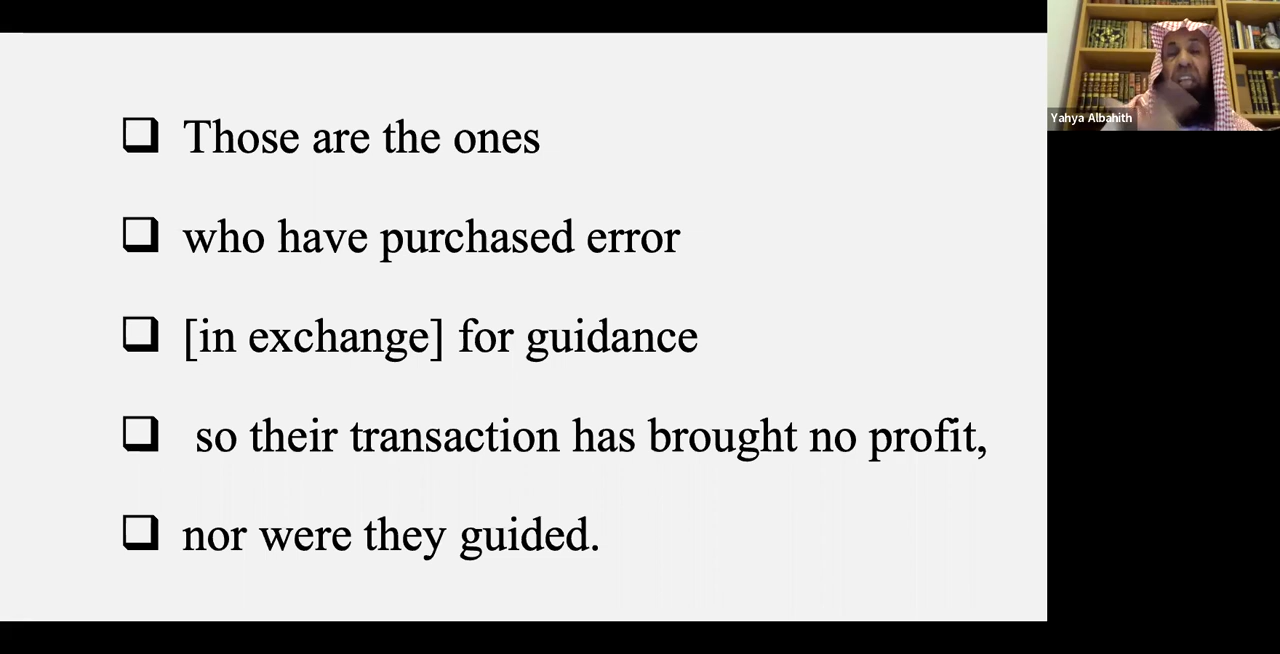 Those are the ones
who have purchased error
[in exchange] for guidance
so their transaction has brought no profit,
nor were they guided.
Yahya Albahith